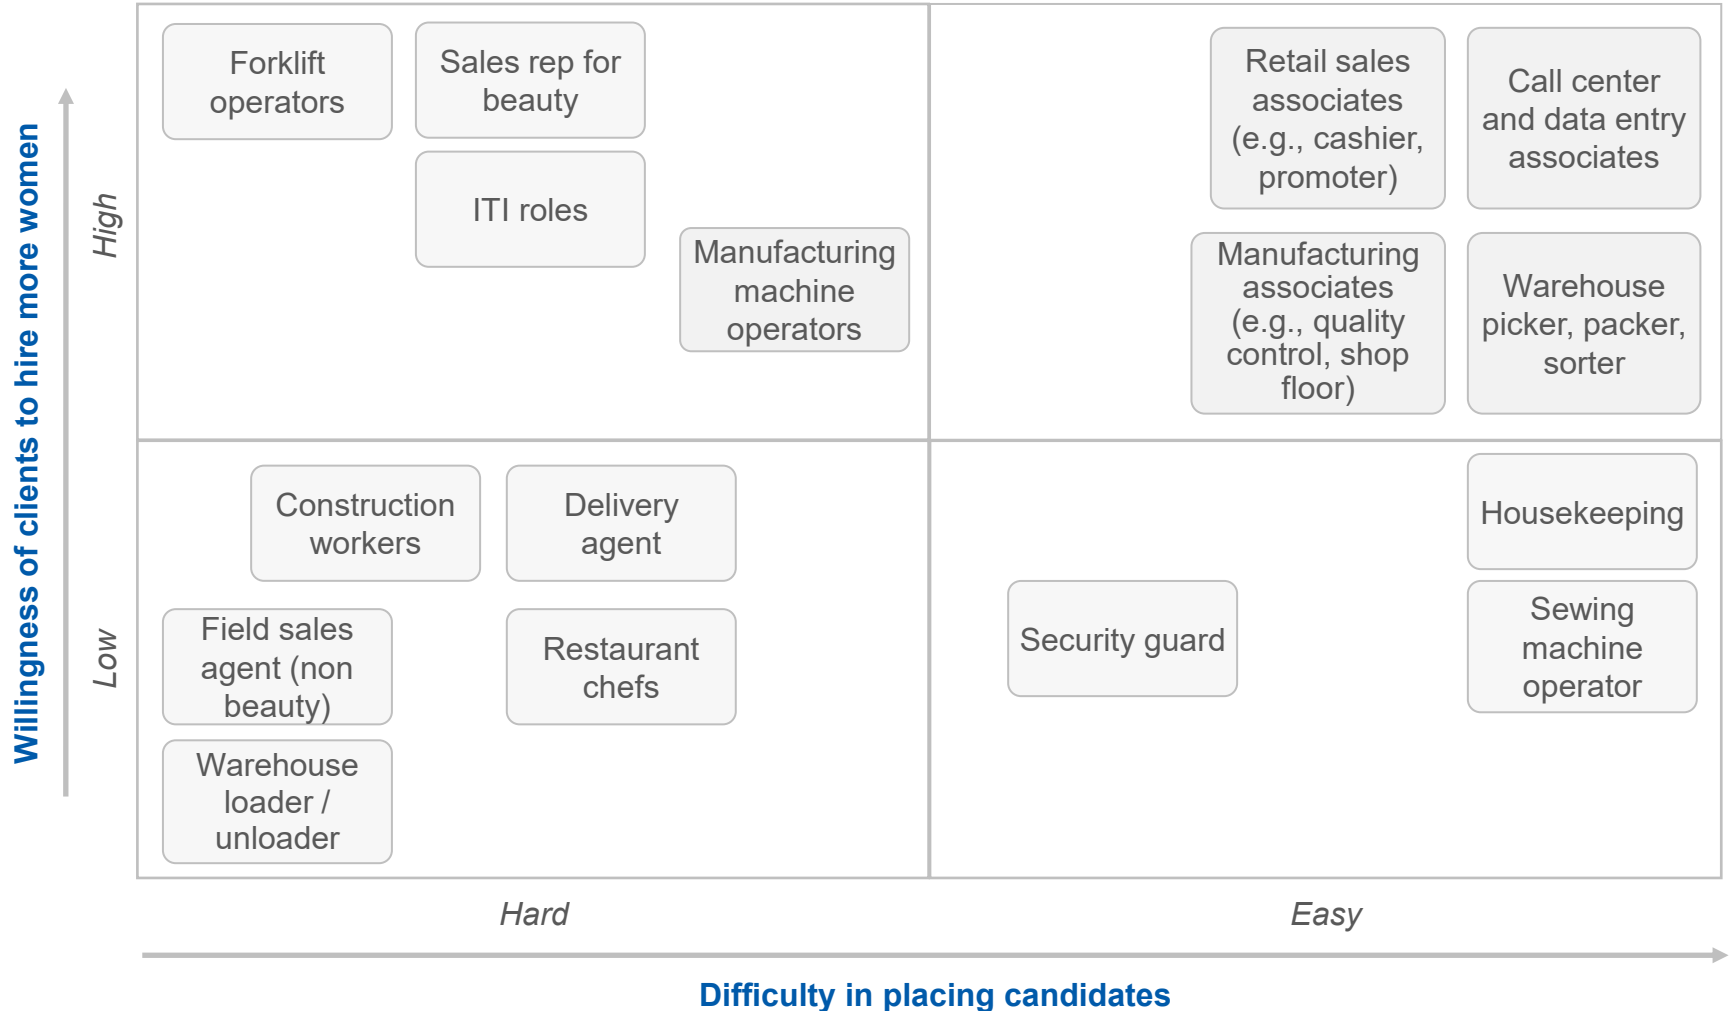 Willingness of clients to hire more women
High
Low
Forklift
operators
Sales rep for
beauty
ITI roles
Manufacturing
machine
operators
Retail sales
associates
(e.g., cashier,
promoter)
Call center
and data entry
associates
Manufacturing
associates
(e.g., quality
control, shop
floor)
Warehouse
picker, packer,
sorter
Construction
workers
Delivery
agent
Field sales
agent (non
beauty)
Restaurant
chefs
Warehouse
loader /
unloader
Security guard
Housekeeping
Sewing
machine
operator
Hard
Easy
Difficulty in placing candidates